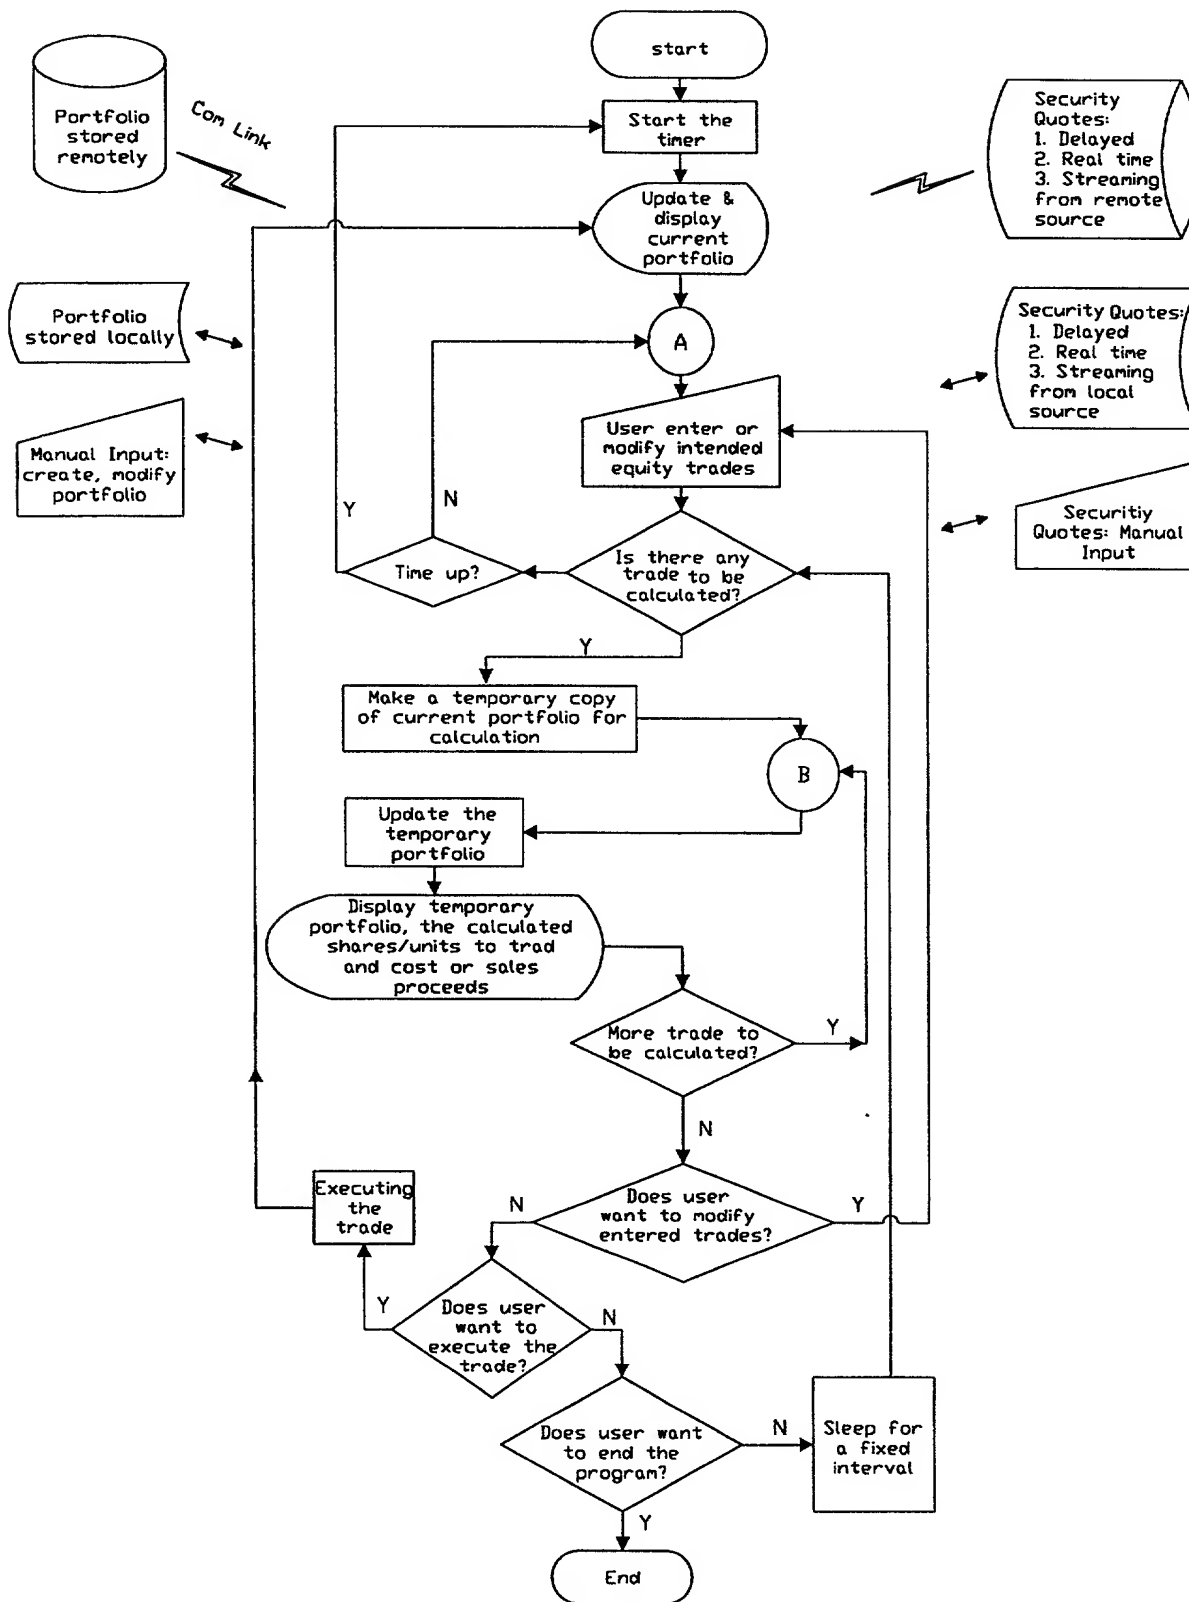 start
Portfolio
stored
remotely
Com Link
Start the
timer
Security
Quotes:
1. Delayed
2. Real time
3. Streaming
from remote
source
Update &
display
current
portfolio
Portfolio
stored locally
A
Security Quotes:
1. Delayed
2. Real time
3. Streaming
from local
source
Manual Input:
create, modify
portfolio
User enter or
modify intended
equity trades
Y
N
Securitiy
Quotes: Manual
Input
Time up?
Is there any
trade to be
calculated?
Y
Make a temporary copy
of current portfolio for
calculation
B
Update the
temporary
portfolio
Display temporary
portfolio, the calculated
shares/units to trad
and cost or sales
proceeds
More trade to
be calculated?
Y
N
Executing
the
trade
N
Does user
want to modify
entered trades?
Y
Y
Does user
want to
execute the
trade?
N
Does user want
to end the
program?
N
Sleep for
a fixed
interval
Y
End